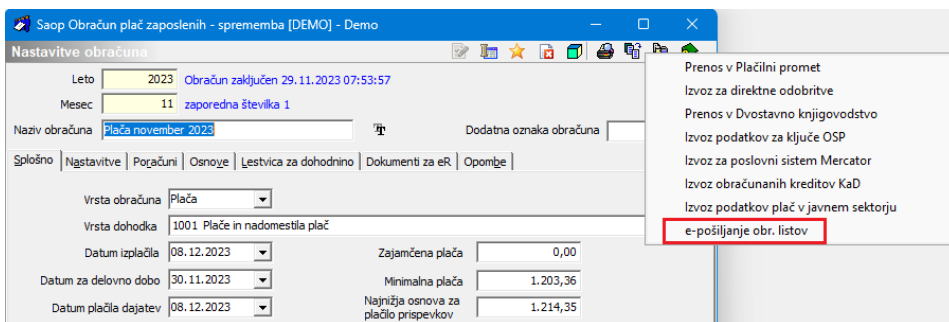 Saop Obračun plač zaposlenih - sprememba [DEMO] - Demo
Nastavitve obračuna
Leto 2023 Obračun zaključen 29.11.2023 07:53:57
Mesec 11 zaporedna številka 1
Naziv obračuna Plača november 2023 Dodatna oznaka obračuna
Splošno Nastavitve Poračuni Osnove Lestvica za dohodnino Dokumenti za eR Opombe
Vrsta obračuna Plača
Vrsta dohodka 1001 Plače in nadomestila plač
Datum izplačila 08.12.2023 Zajamčena plača 0,00
Datum za delovno dobo 30.11.2023 Minimalna plača 1.203,36
Datum plačila dajatev 08.12.2023 Najnižja osnova za
plačilo prispevkov 1.214,35
Prenos v Plačilni promet
Izvoz za direktne odobritve
Prenos v Dvostavno knjigovodstvo
Izvoz podatkov za ključe OSP
Izvoz za poslovni sistem Mercator
Izvoz obračunanih kreditov KaD
Izvoz podatkov plač v javnem sektorju
e-pošiljanje obr. listov